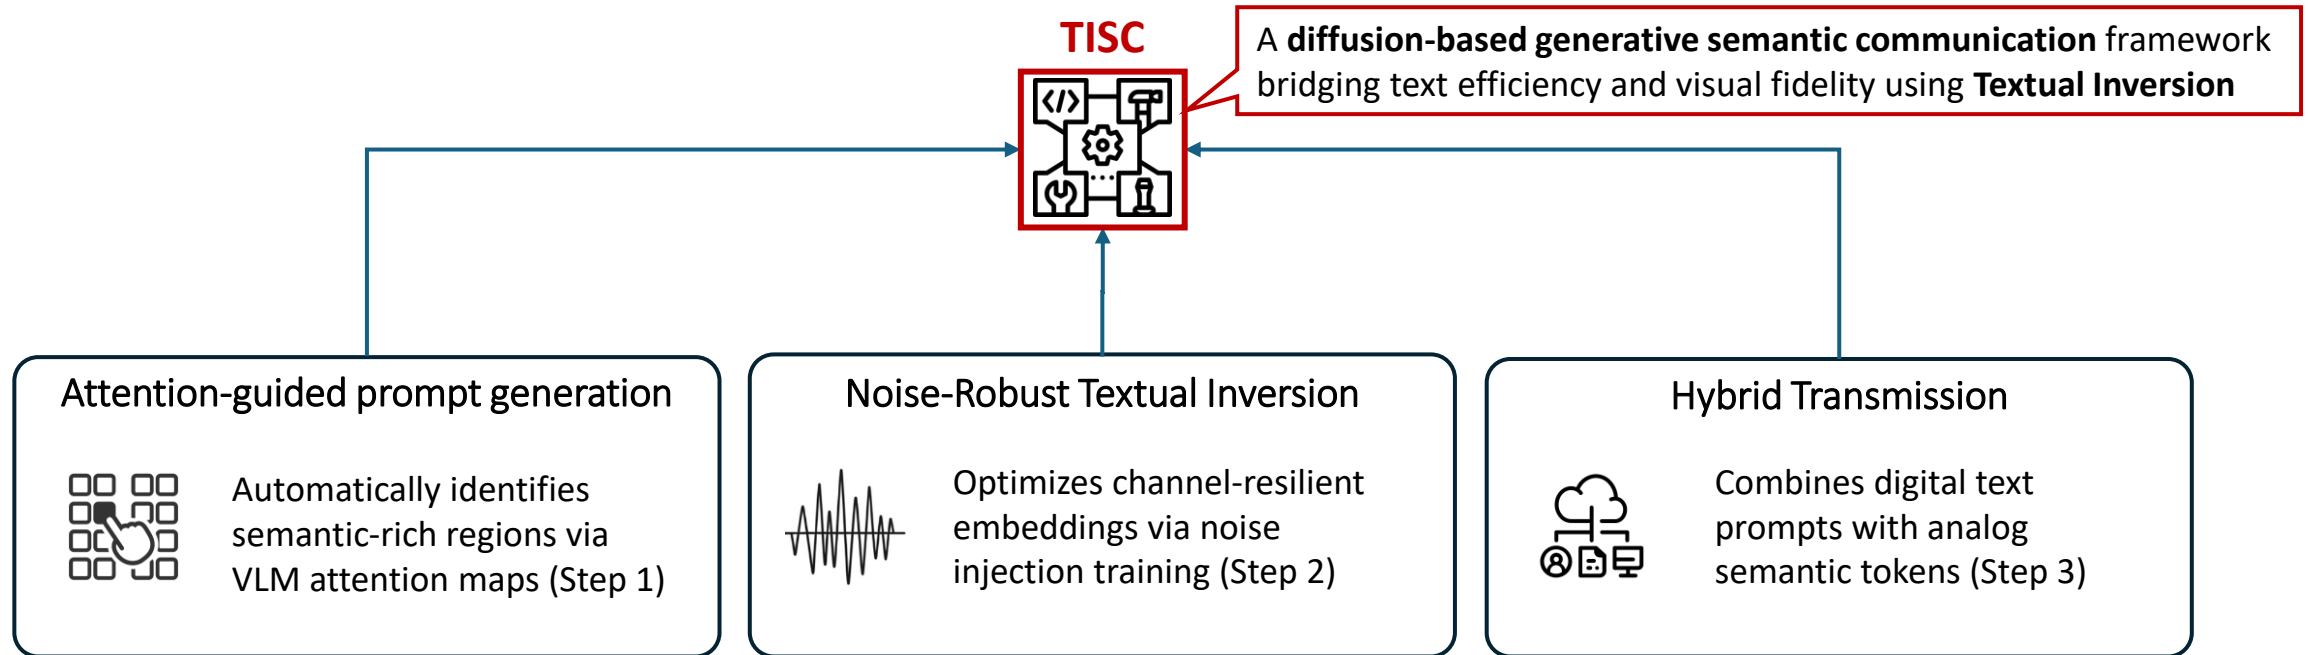 TISC
A diffusion-based generative semantic communication framework
bridging text efficiency and visual fidelity using Textual Inversion
</>
Attention-guided prompt generation
Automatically identifies
semantic-rich regions via
VLM attention maps (Step 1)
Noise-Robust Textual Inversion
Optimizes channel-resilient
embeddings via noise
injection training (Step 2)
Hybrid Transmission
Combines digital text
prompts with analog
semantic tokens (Step 3)